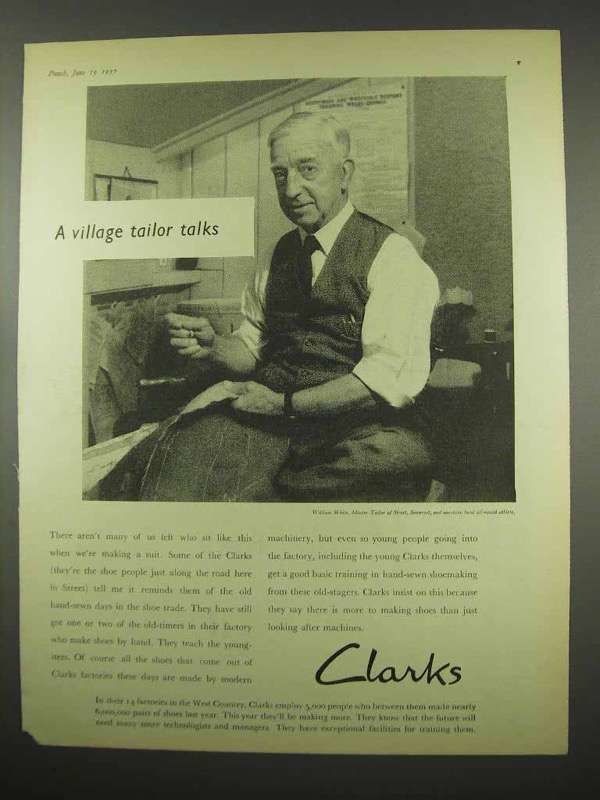 Punch, June 19 1957
A village tailor talks
William White, Master Tailor of Street, Somerset, and one-time local all-round athlete.
There aren't many of us left who sit like this
when we're making a suit. Some of the Clarks
(they're the shoe people just along the road here
in Street) tell me it reminds them of the old
hand-sewn days in the shoe trade. They have still
got one or two of the old-timers in their factory
who make shoes by hand. They teach the young-
sters. Of course all the shoes that come out of
Clarks factories these days are made by modern
machinery, but even so young people going into
the factory, including the young Clarks themselves,
get a good basic training in hand-sewn shoemaking
from these old-stagers. Clarks insist on this because
they say there is more to making shoes than just
looking after machines.
Clarks
In their 14 factories in the West Country, Clarks employ 5,000 people who between them made nearly
6,000,000 pairs of shoes last year. This year they'll be making more. They know that the future will
need many more technologists and managers. They have exceptional facilities for training them.